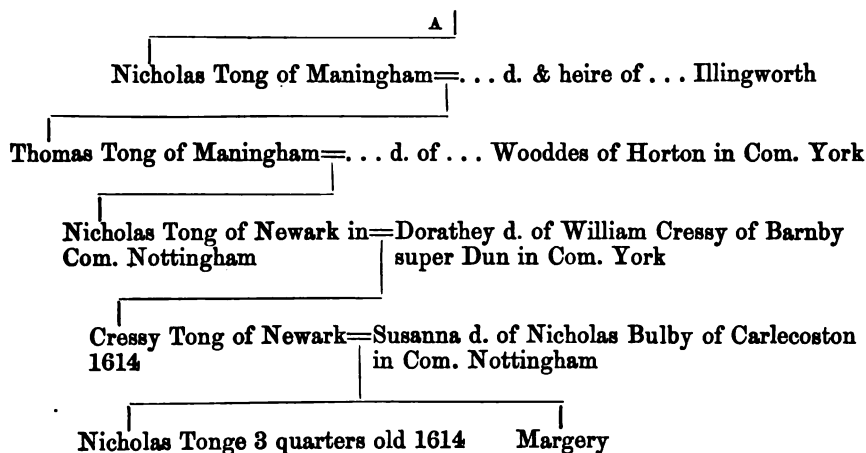 A
Nicholas Tong of Maningham=... d. & heire of ... Illingworth
Thomas Tong of Maningham=... d. of ... Wooddes of Horton in Com. York
Nicholas Tong of Newark in=Dorathey d. of William Cressy of Barnby
Com. Nottingham super Dun in Com. York
Cressy Tong of Newark=Susanna d. of Nicholas Bulby of Carlecoston
1614 in Com. Nottingham
Nicholas Tonge 3 quarters old 1614 Margery